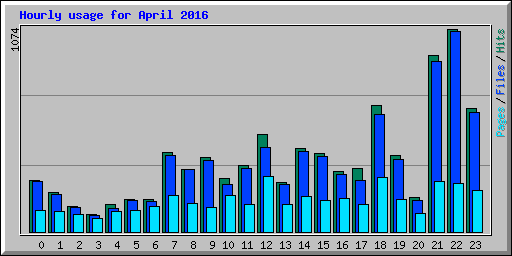 Hourly usage for April 2016
1074
Pages / Files / Hits
0 1 2 3 4 5 6 7 8 9 10 11 12 13 14 15 16 17 18 19 20 21 22 23